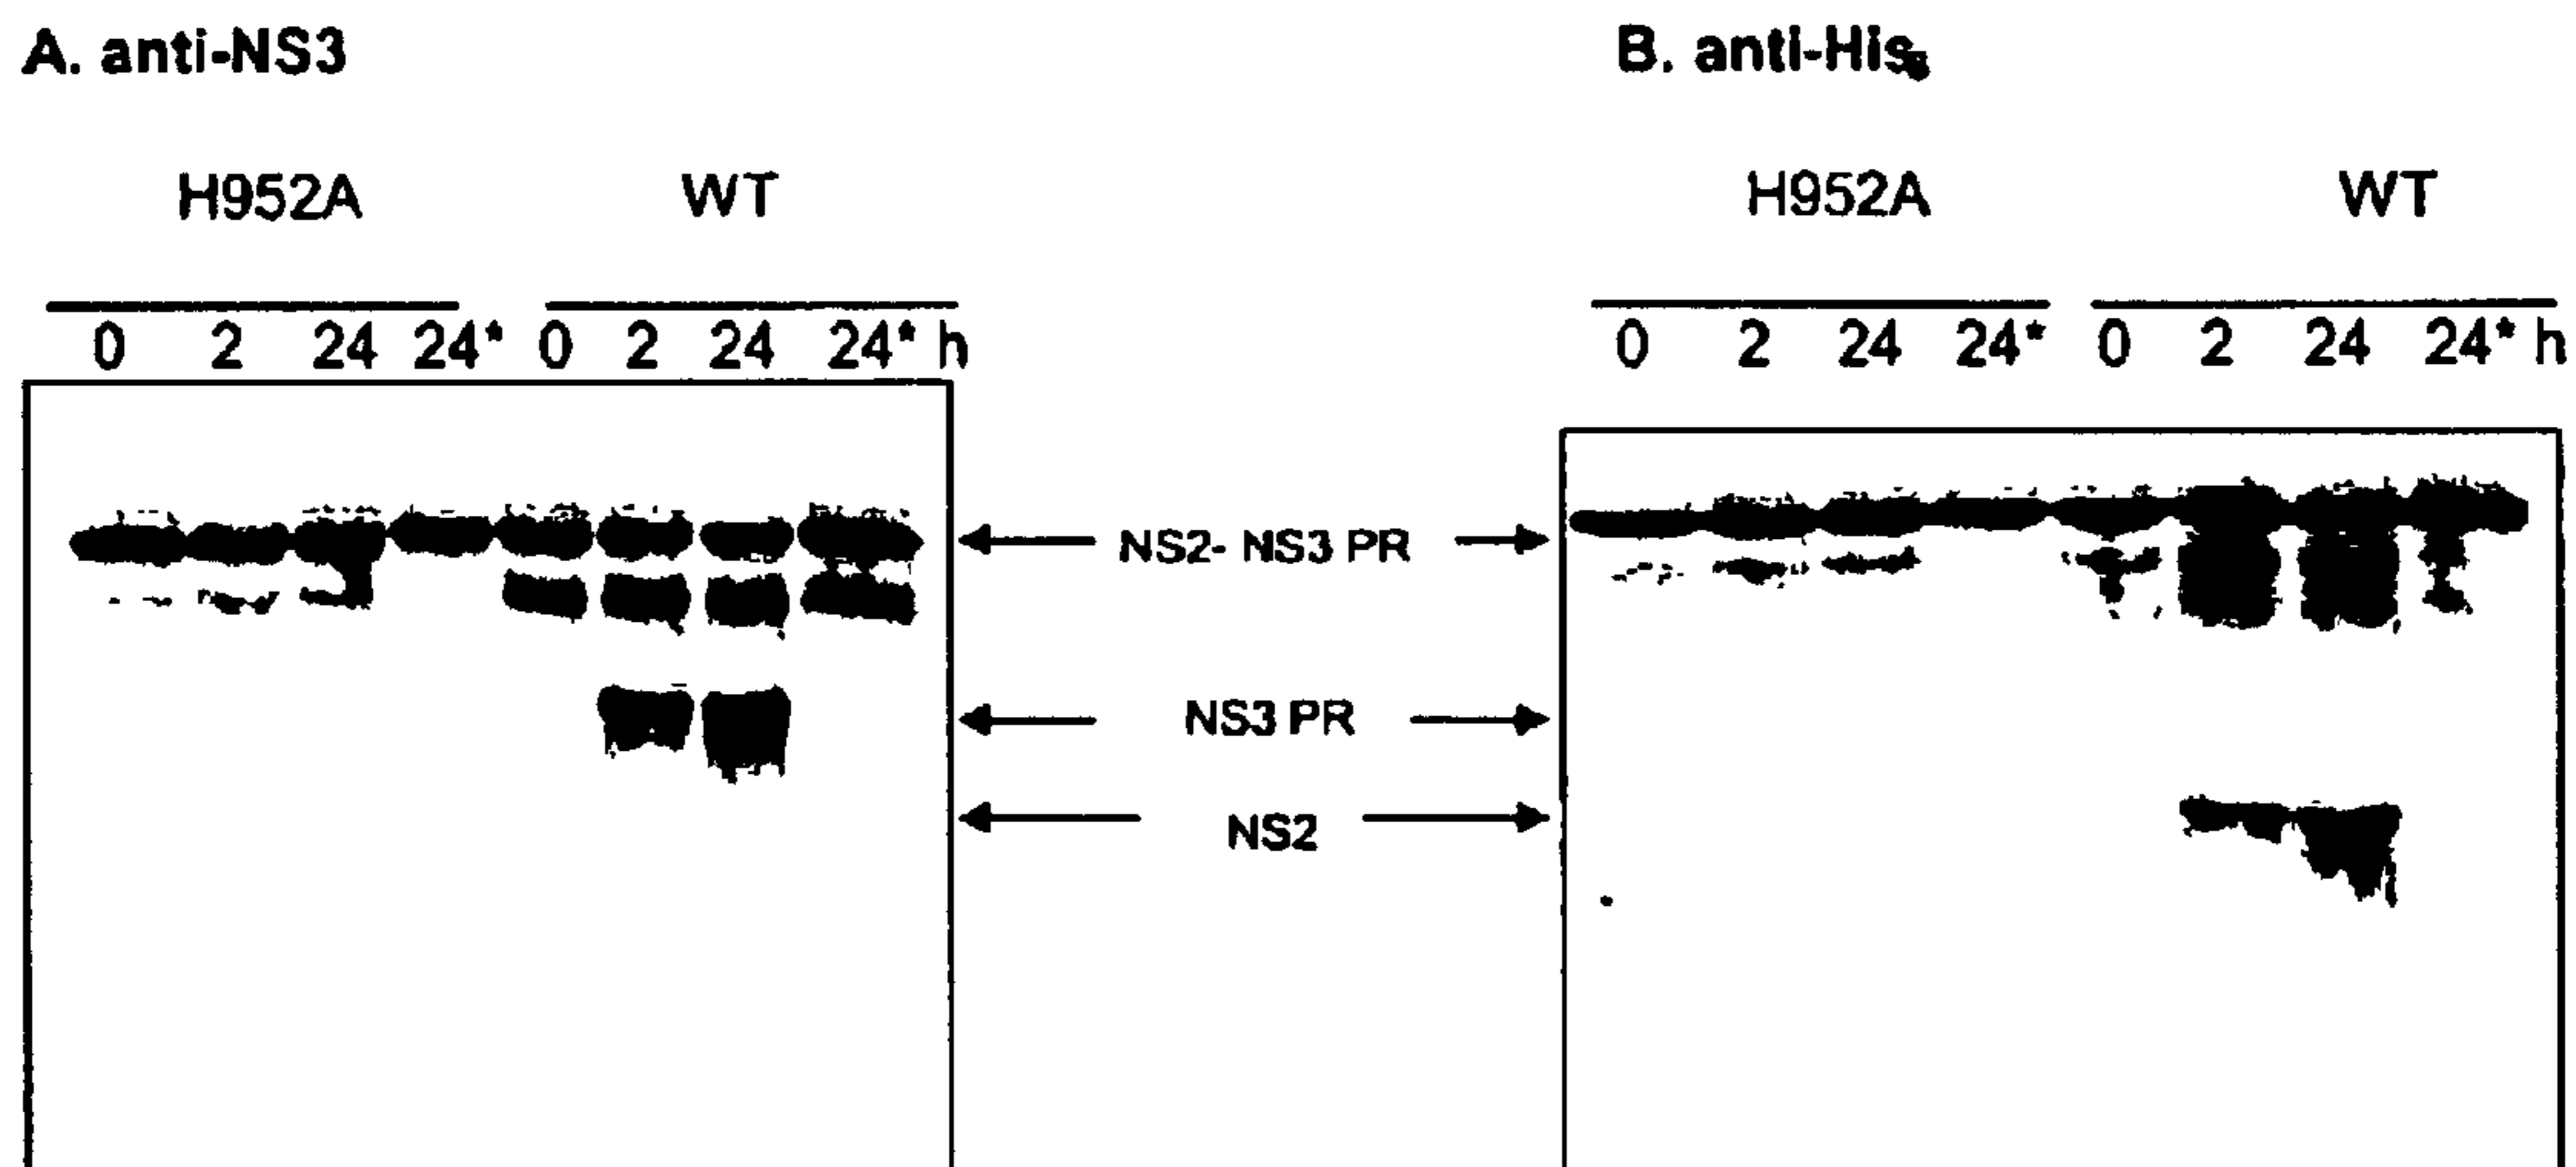 A. anti-NS3
B. anti-His6
H952A WT
H952A WT
0 2 24 24* 0 2 24 24* h
0 2 24 24* 0 2 24 24* h
NS2- NS3 PR
NS3 PR
NS2